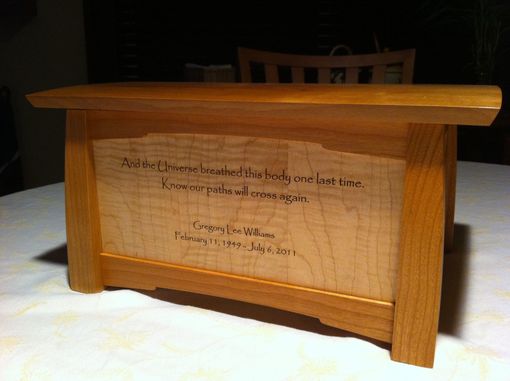 And the Universe breathed this body one last time.
Know our paths will cross again.
Gregory Lee Williams
February 11, 1949 - July 6, 2011